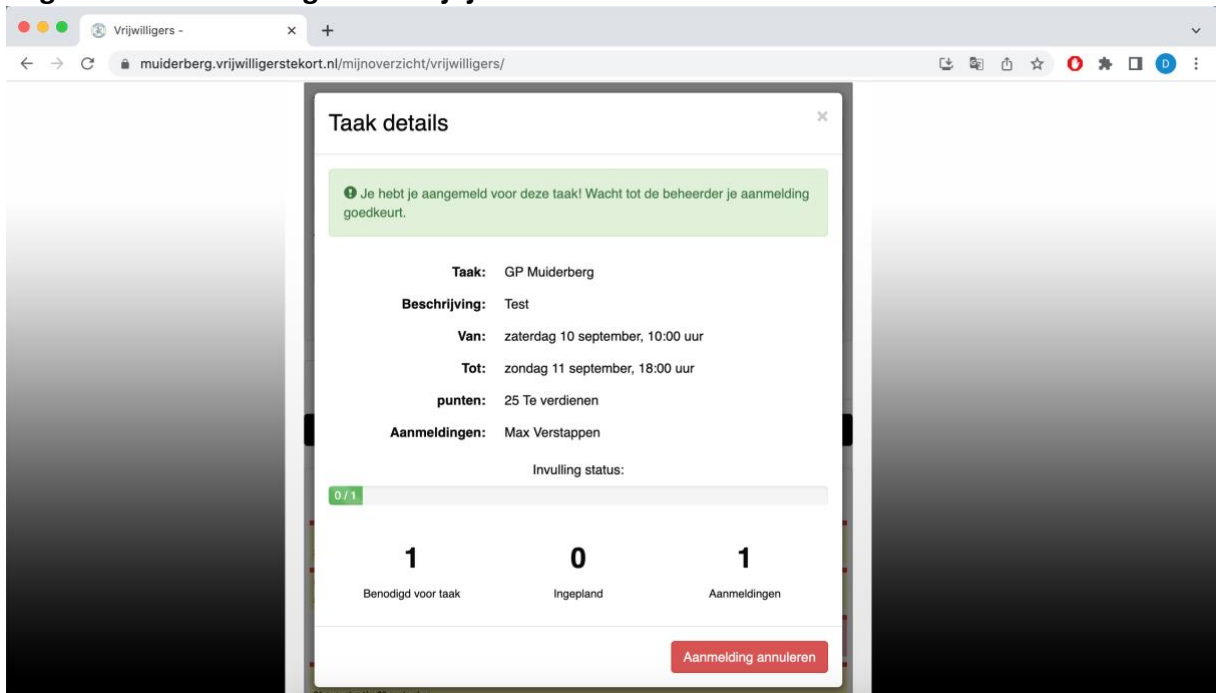 Vrijwilligers -
muiderberg.vrijwilligerstekort.nl/mijnoverzicht/vrijwilligers/
D
Taak details
Je hebt je aangemeld voor deze taak! Wacht tot de beheerder je aanmelding
goedkeurt.
Taak: GP Muiderberg
Beschrijving: Test
Van: zaterdag 10 september, 10:00 uur
Tot: zondag 11 september, 18:00 uur
punten: 25 Te verdienen
Aanmeldingen: Max Verstappen
Invulling status:
0 / 1
1 0 1
Benodigd voor taak Ingepland Aanmeldingen
Aanmelding annuleren